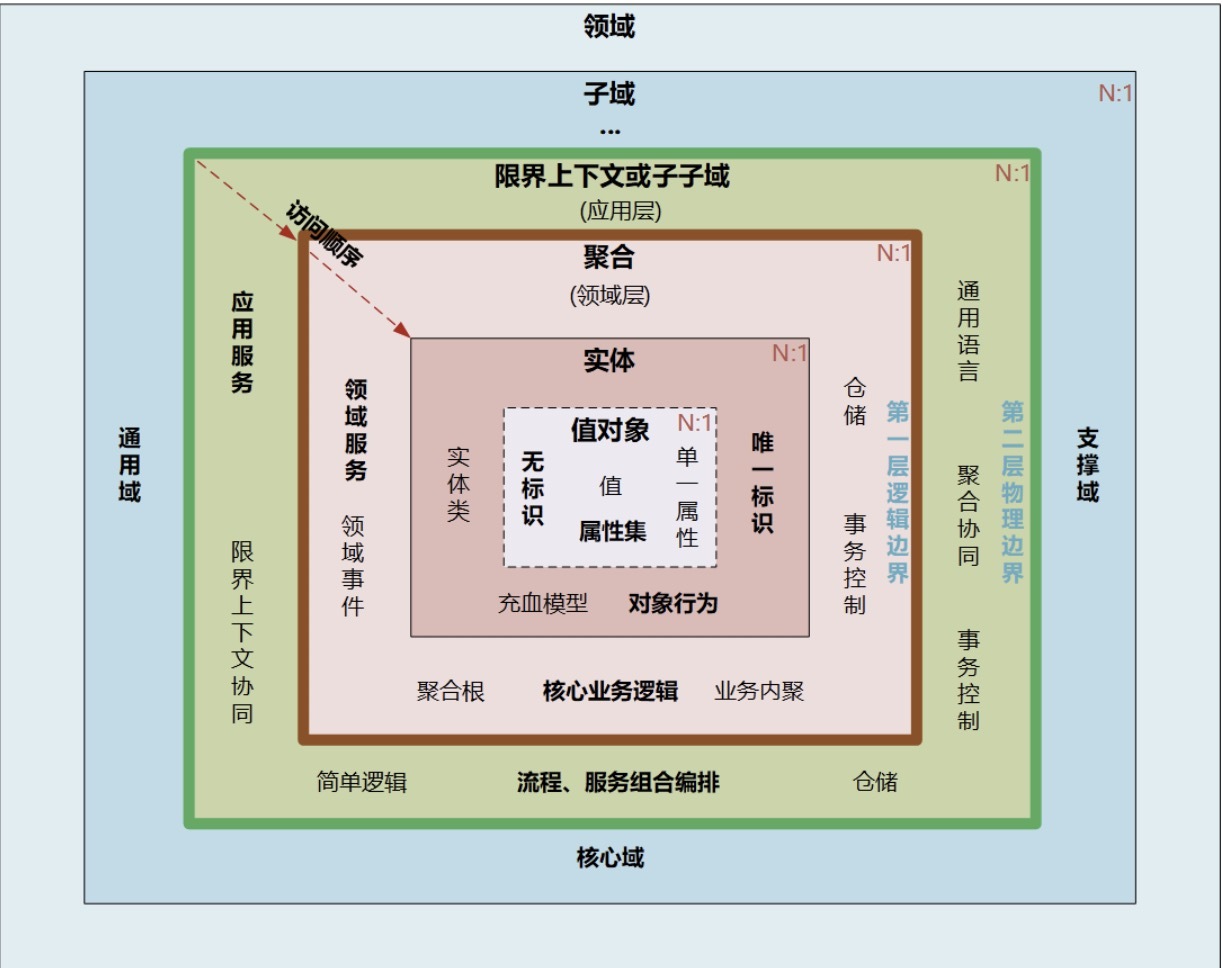 领域
子域
N:1
...
限界上下文或子子域
N:1
(应用层)
访问顺序
聚合
N:1
(领域层)
应用服务
限界上下文协同
领域服务
领域事件
实体
N:1
实体类
值对象
N:1
无标识
值
属性集
单一属性
唯一标识
充血模型
对象行为
仓储
事务控制
第一层逻辑边界
通用语言
聚合协同
事务控制
第二层物理边界
聚合根
核心业务逻辑
业务内聚
简单逻辑
流程、服务组合编排
仓储
通用域
支撑域
核心域